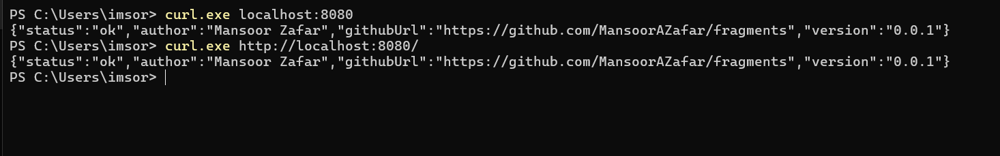 PS C:\Users\imsor> curl.exe localhost:8080
{"status":"ok","author":"Mansoor Zafar","githubUrl":"https://github.com/MansoorAZafar/fragments","version":"0.0.1"}
PS C:\Users\imsor> curl.exe http://localhost:8080/
{"status":"ok","author":"Mansoor Zafar","githubUrl":"https://github.com/MansoorAZafar/fragments","version":"0.0.1"}
PS C:\Users\imsor>